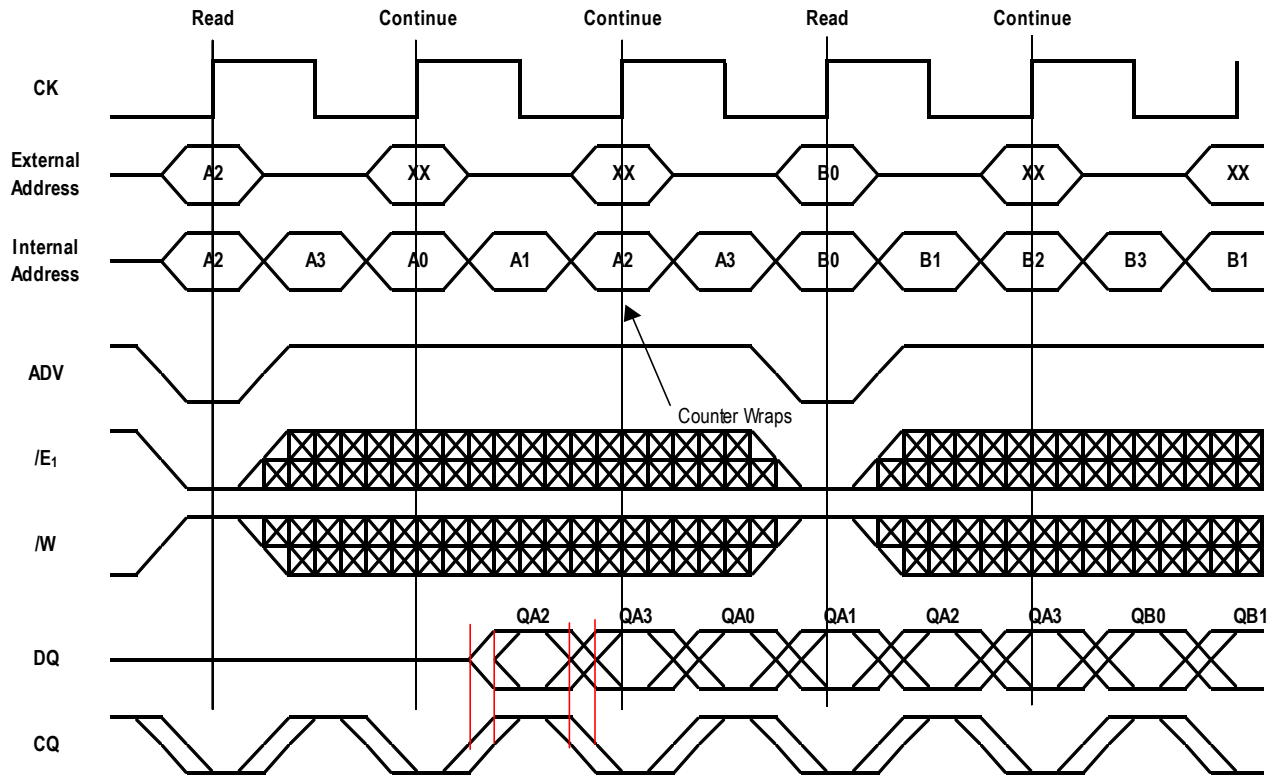 Read Continue Continue Read Continue
CK
External
Address
A2 XX XX B0 XX XX
Internal
Address
A2 A3 A0 A1 A2 A3 B0 B1 B2 B3 B1
ADV
Counter Wraps
/E₁
/W
QA2 QA3 QA0 QA1 QA2 QA3 QB0 QB1
DQ
CQ